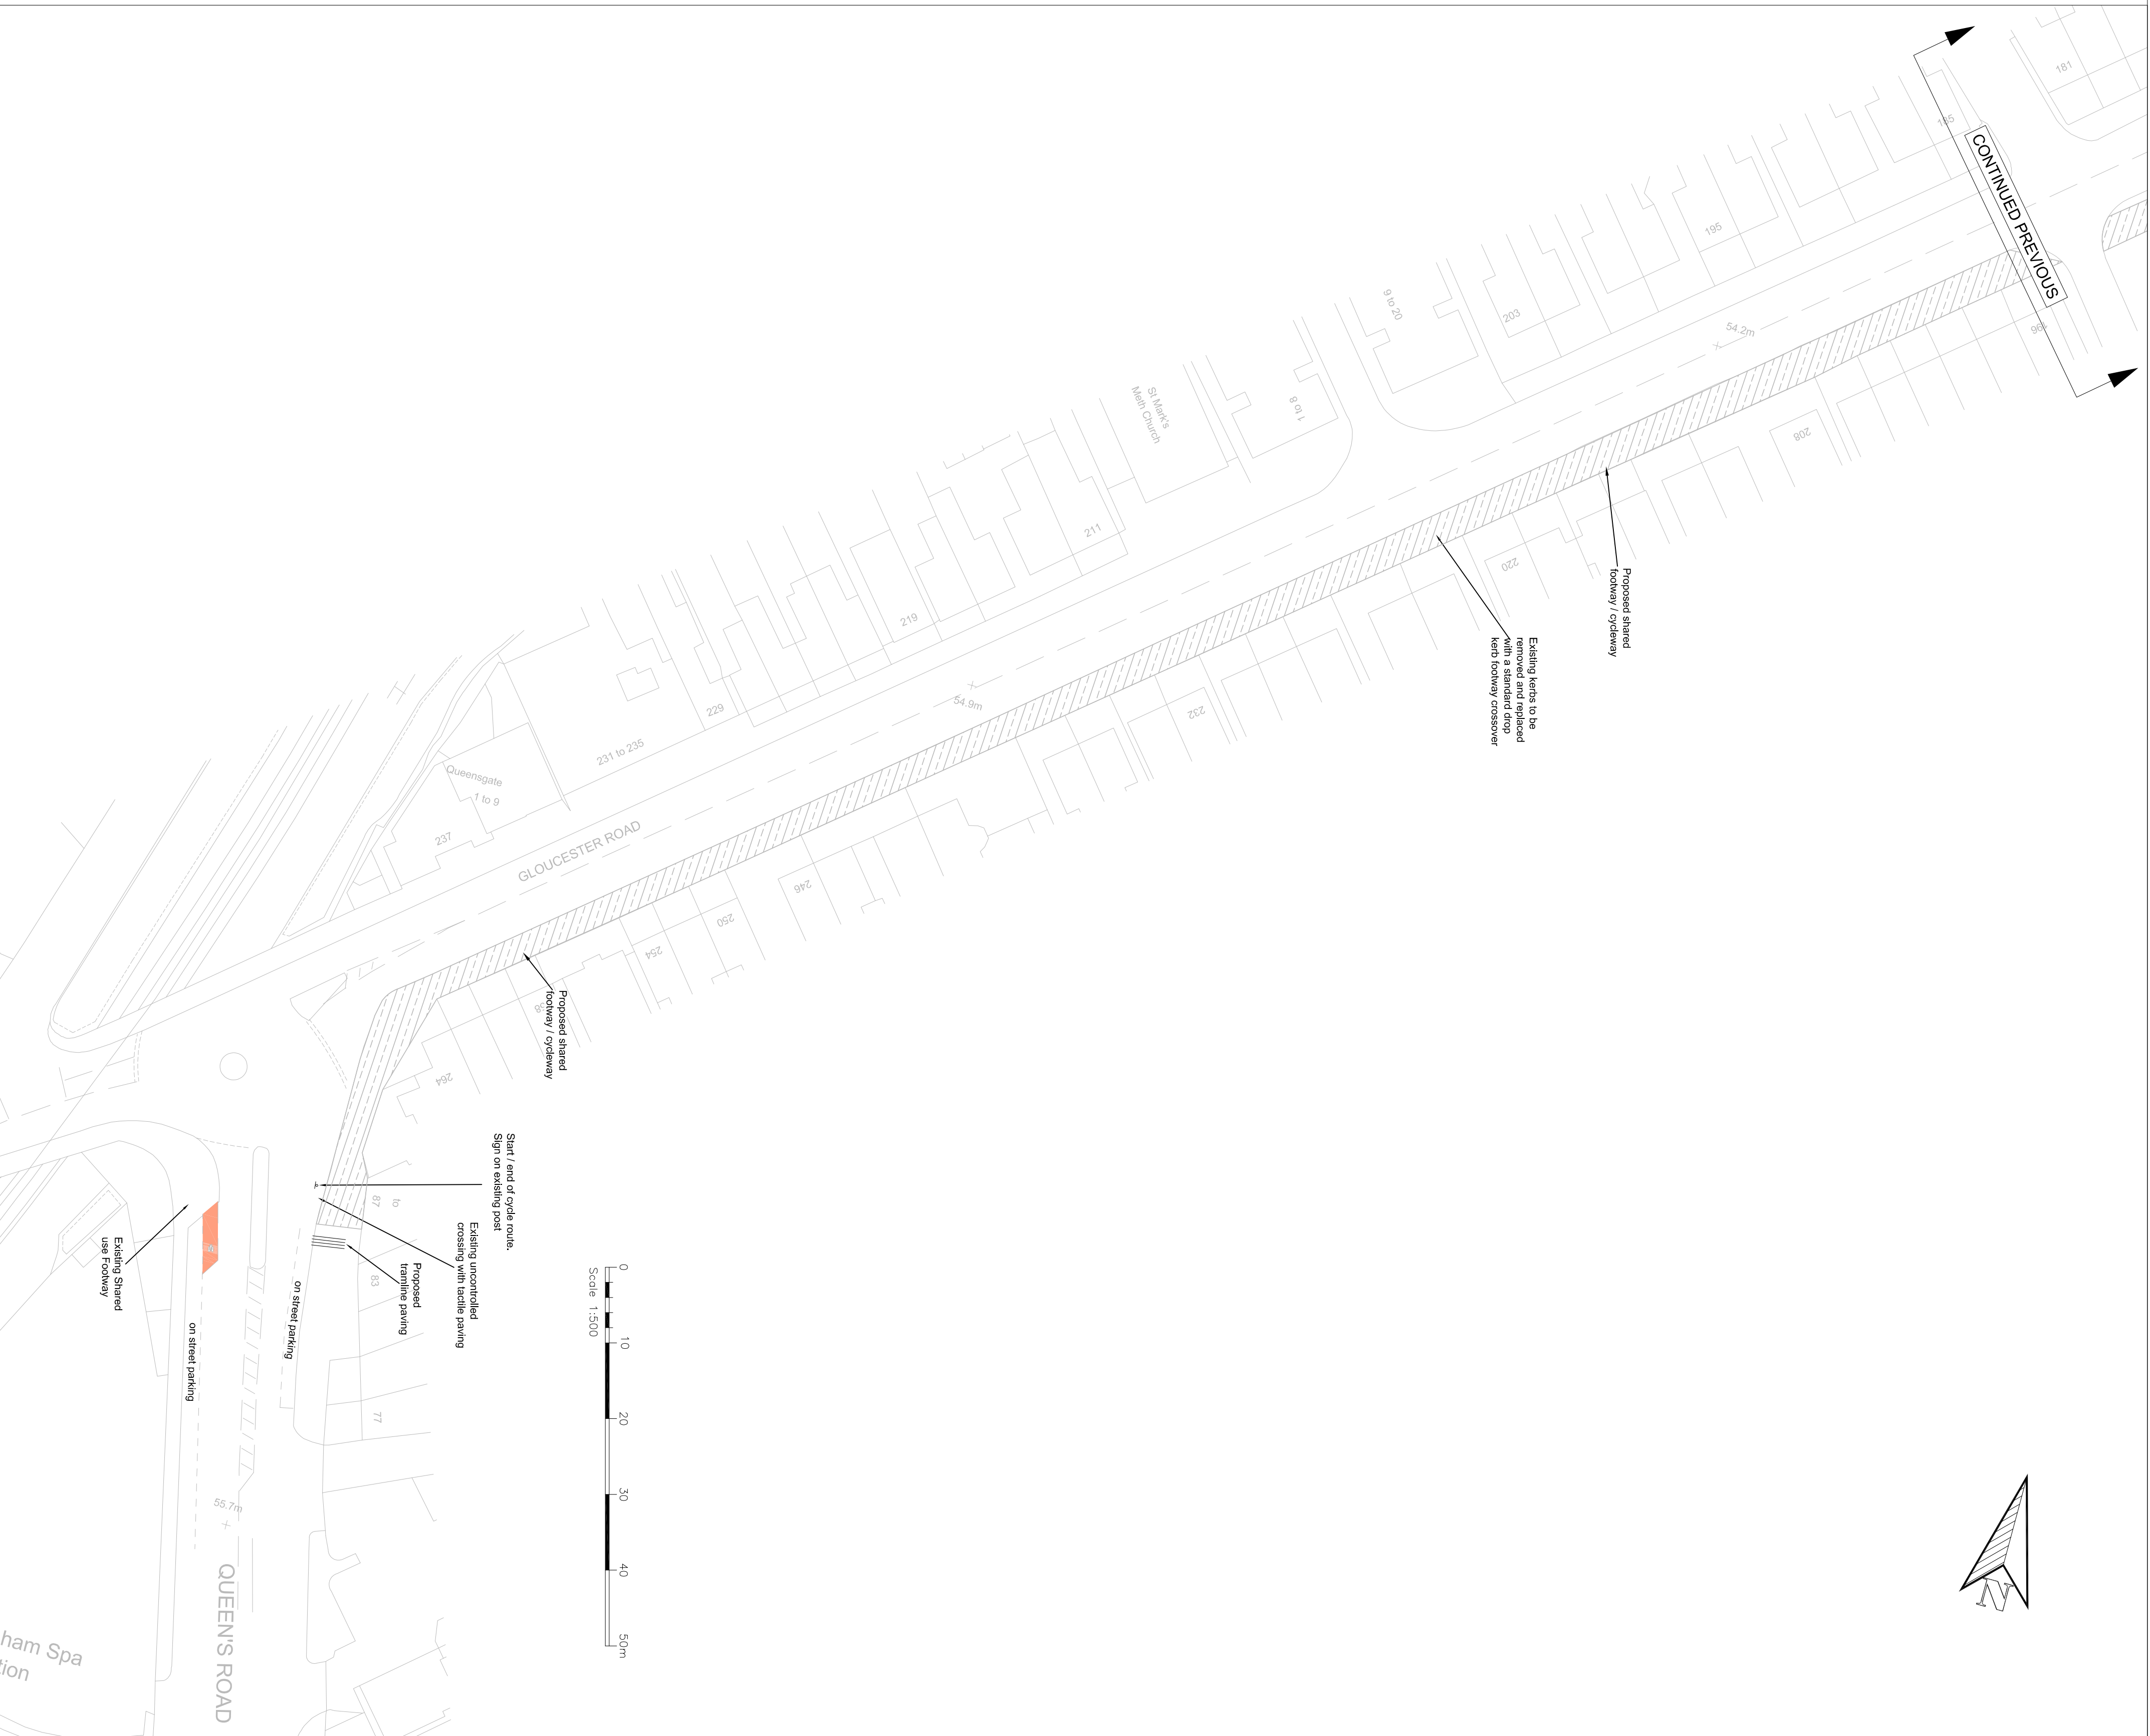 CONTINUED PREVIOUS
181
185
195
196
54.2m
203
9 to 20
208
1 to 8
St Mark's
Meth Church
211
220
Proposed shared
footway / cycleway
Existing kerbs to be
removed and replaced
with a standard drop
kerb footway crossover
219
54.9m
232
229
231 to 235
Queensgate
1 to 9
237
GLOUCESTER ROAD
246
250
254
Proposed shared
footway / cycleway
264
Start / end of cycle route.
Sign on existing post
Existing uncontrolled
crossing with tactile paving
Proposed
tramline paving
87
to
83
77
Existing Shared
use Footway
on street parking
on street parking
55.7m
QUEEN'S ROAD
ham Spa
tion
0
10
20
30
40
50m
Scale 1:500
N